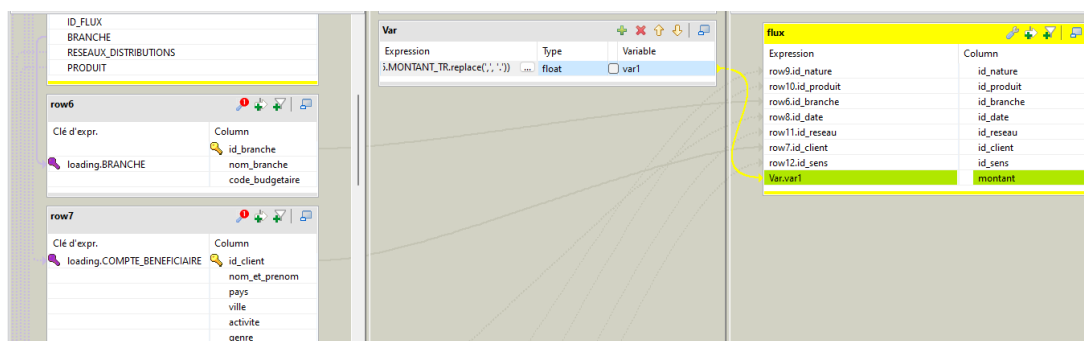 ID_FLUX
BRANCHE
RESEAUX_DISTRIBUTIONS
PRODUIT
row6
Clé d'expr. Column
id_branche
loading.BRANCHE nom_branche
code_budgetaire
row7
Clé d'expr. Column
loading.COMPTE_BENEFICIAIRE id_client
nom_et_prenom
pays
ville
activite
genre
Var
Expression Type Variable
.MONTANT_TR.replace(',', '.')) ... float var1
flux
Expression Column
row9.id_nature id_nature
row10.id_produit id_produit
row6.id_branche id_branche
row8.id_date id_date
row11.id_reseau id_reseau
row7.id_client id_client
row12.id_sens id_sens
Var.var1 montant